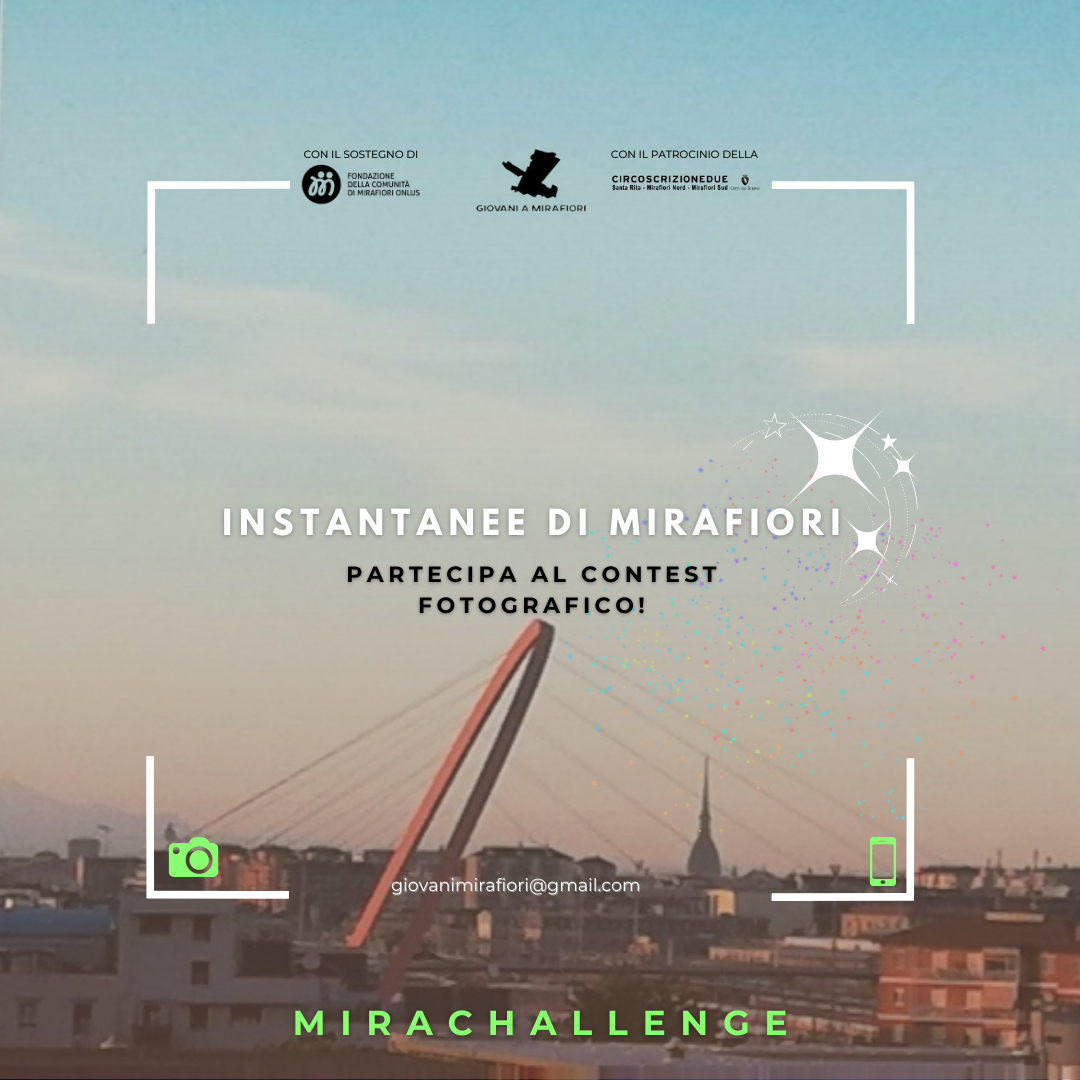 CON IL SOSTEGNO DI
FONDAZIONE
DELLA COMUNITÀ
DI MIRAFIORI ONLUS
GIOVANI A MIRAFIORI
CON IL PATROCINIO DELLA
CIRCOSCRIZIONEDUE
Santa Rita - Mirafiori Nord - Mirafiori Sud
INSTANTANEE DI MIRAFIORI
PARTECIPA AL CONTEST
FOTOGRAFICO!
giovanimirafiori@gmail.com
MIRACHALLENGE